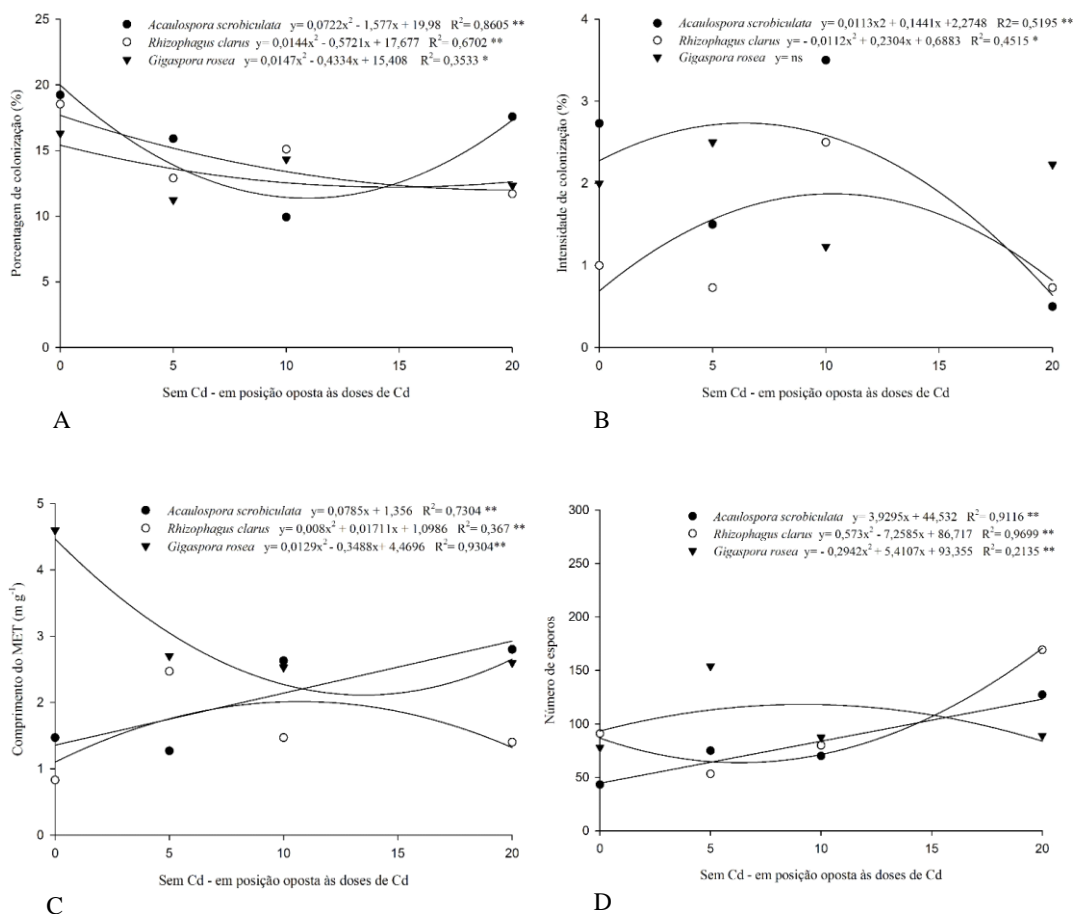 Acaulospora scrobiculata y= 0,0722x² - 1,577x + 19,98 R²= 0,8605 **
Rhizophagus clarus y= 0,0144x² - 0,5721x + 17,677 R²= 0,6702 **
Gigaspora rosea y= 0,0147x² - 0,4334x + 15,408 R²= 0,3533 *
Porcentagem de colonização (%)
25
20
15
10
5
0
0 5 10 15 20
Sem Cd - em posição oposta às doses de Cd
A
Acaulospora scrobiculata y= 0,0113x2 + 0,1441x +2,2748 R2= 0,5195 **
Rhizophagus clarus y= - 0,0112x² + 0,2304x + 0,6883 R²= 0,4515 *
Gigaspora rosea y= ns
Intensidade de colonização (%)
4
3
2
1
0
0 5 10 15 20
Sem Cd - em posição oposta às doses de Cd
B
Acaulospora scrobiculata y= 0,0785x + 1,356 R²= 0,7304 **
Rhizophagus clarus y= 0,008x² + 0,01711x + 1,0986 R²= 0,367 **
Gigaspora rosea y= 0,0129x² - 0,3488x+ 4,4696 R²= 0,9304**
Comprimento do MET (m g⁻¹)
5
4
3
2
1
0
0 5 10 15 20
Sem Cd - em posição oposta às doses de Cd
C
Acaulospora scrobiculata y= 3,9295x + 44,532 R²= 0,9116 **
Rhizophagus clarus y= 0,573x² - 7,2585x + 86,717 R²= 0,9699 **
Gigaspora rosea y= - 0,2942x² + 5,4107x + 93,355 R²= 0,2135 **
Número de esporos
300
250
200
150
100
50
0
0 5 10 15 20
Sem Cd - em posição oposta às doses de Cd
D